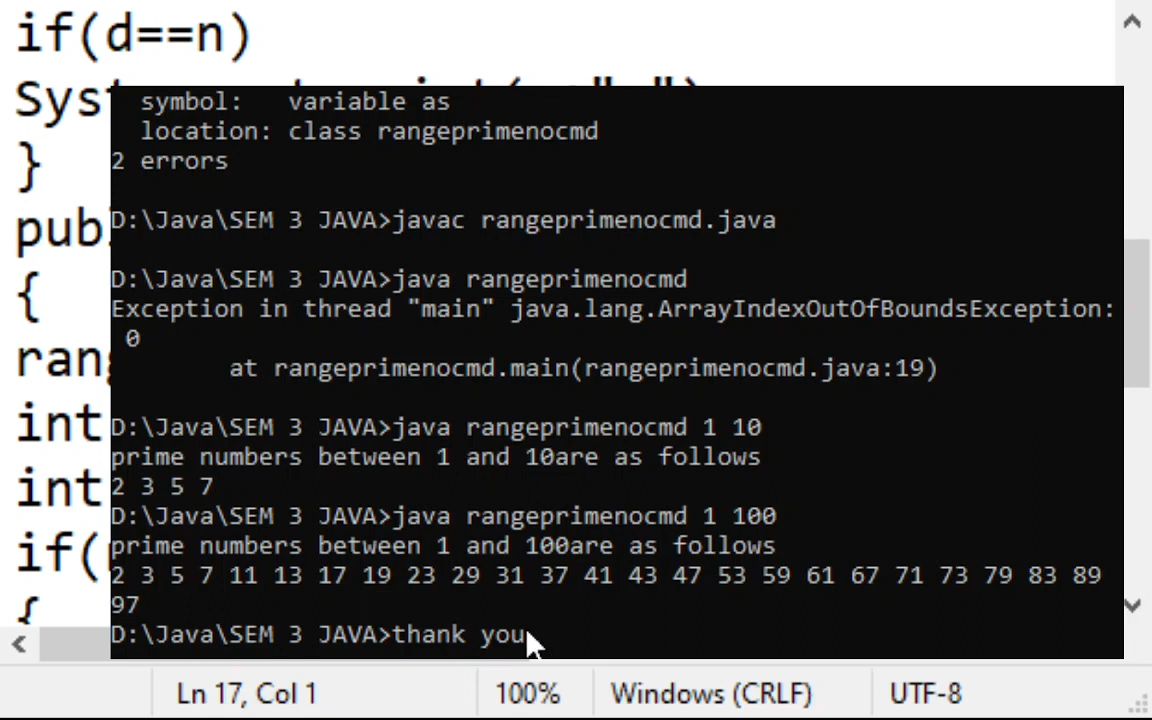 if(d==n)
Syst
symbol:   variable as
location: class rangeprimenocmd
}
2 errors
publ
D:\Java\SEM 3 JAVA>javac rangeprimenocmd.java
{
D:\Java\SEM 3 JAVA>java rangeprimenocmd
Exception in thread "main" java.lang.ArrayIndexOutOfBoundsException:
0
rang
at rangeprimenocmd.main(rangeprimenocmd.java:19)
int
D:\Java\SEM 3 JAVA>java rangeprimenocmd 1 10
prime numbers between 1 and 10are as follows
int
2 3 5 7
D:\Java\SEM 3 JAVA>java rangeprimenocmd 1 100
if(
prime numbers between 1 and 100are as follows
2 3 5 7 11 13 17 19 23 29 31 37 41 43 47 53 59 61 67 71 73 79 83 89
{
97
D:\Java\SEM 3 JAVA>thank you
Ln 17, Col 1
100%
Windows (CRLF)
UTF-8